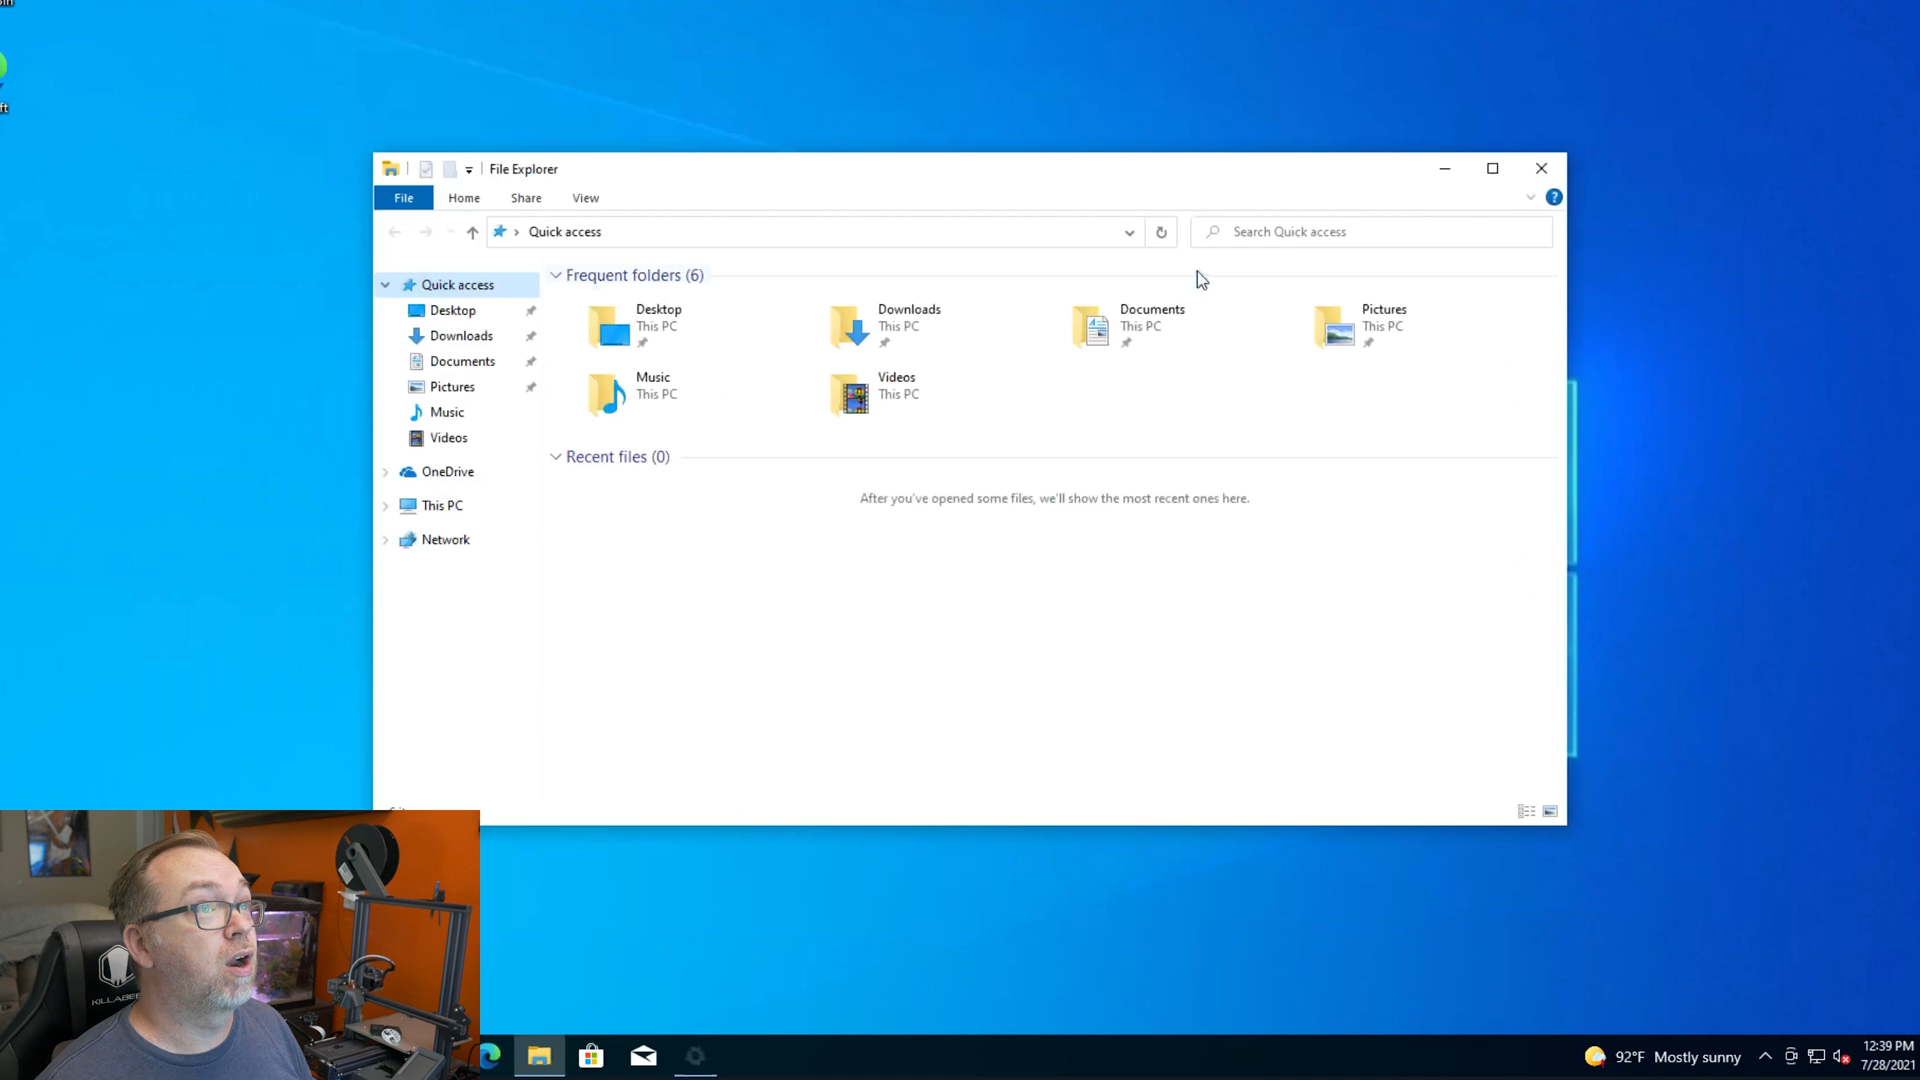 ft
File Explorer
File Home Share View
Quick access
Search Quick access
Quick access
Desktop
Downloads
Documents
Pictures
Music
Videos
OneDrive
This PC
Network
Frequent folders (6)
Desktop
This PC
Downloads
This PC
Documents
This PC
Pictures
This PC
Music
This PC
Videos
This PC
Recent files (0)
After you've opened some files, we'll show the most recent ones here.
KILLABEE
92°F Mostly sunny
12:39 PM
7/28/2021